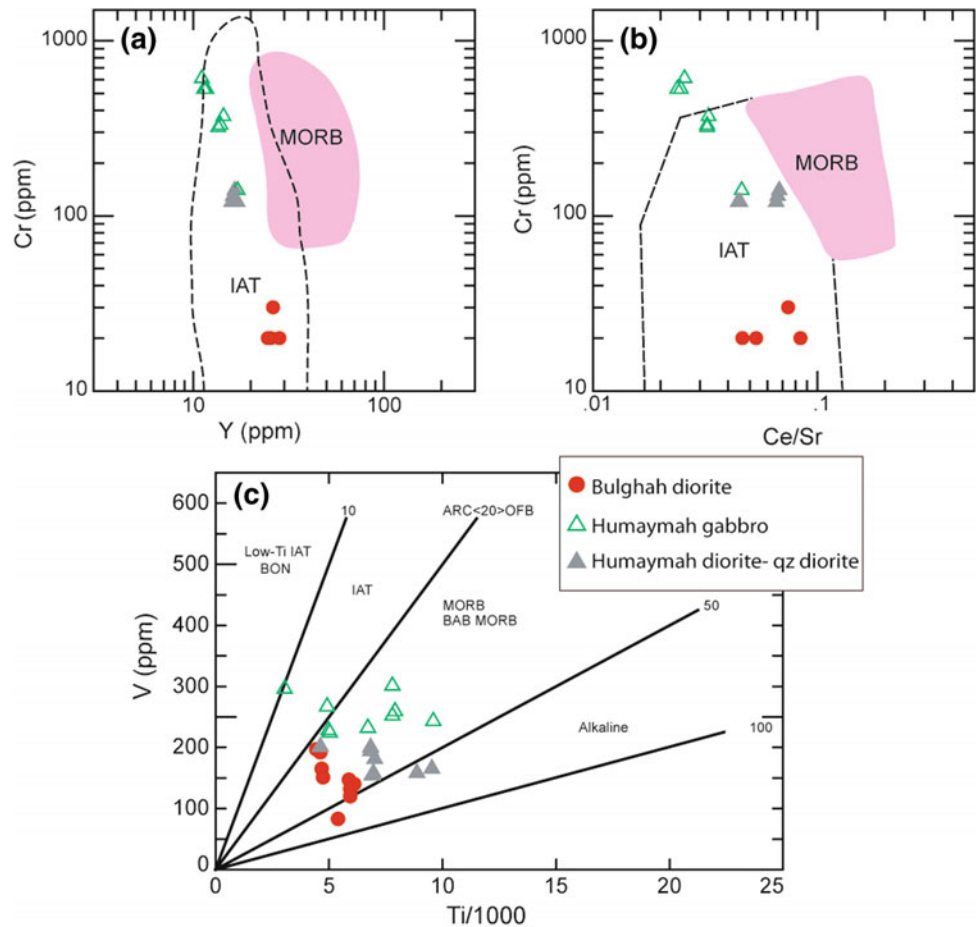 (a)
1000
100
10
Cr (ppm)
MORB
IAT
10
100
Y (ppm)
(b)
1000
100
10
Cr (ppm)
MORB
IAT
.01
0.1
Ce/Sr
(c)
600
500
400
300
200
100
0
V (ppm)
10
ARC<20>OFB
Low-Ti IAT
BON
IAT
MORB
BAB MORB
50
Alkaline
100
0
5
10
15
20
25
Ti/1000
Bulghah diorite
Humaymah gabbro
Humaymah diorite- qz diorite